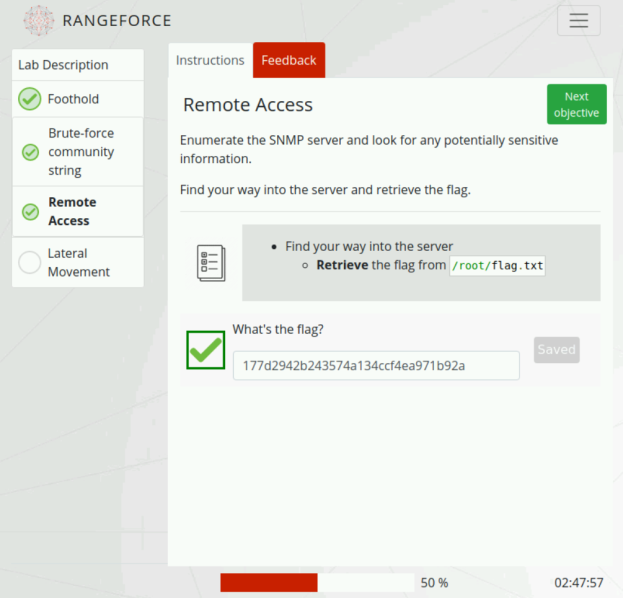 RANGEFORCE
Lab Description
Foothold
Brute-force
community
string
Remote
Access
Lateral
Movement
Instructions
Feedback
Remote Access
Next
objective
Enumerate the SNMP server and look for any potentially sensitive
information.
Find your way into the server and retrieve the flag.
Find your way into the server
Retrieve the flag from /root/flag.txt
What's the flag?
177d2942b243574a134ccf4ea971b92a
Saved
50 %
02:47:57